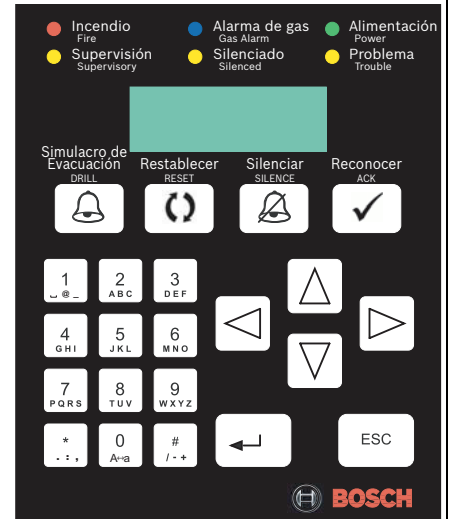 Incendio
Fire
Alarma de gas
Gas Alarm
Alimentación
Power
Supervisión
Supervisory
Silenciado
Silenced
Problema
Trouble
Simulacro de
Evacuación
DRILL
Restablecer
RESET
Silenciar
SILENCE
Reconocer
ACK
1
␣ @ _
2
ABC
3
DEF
4
GHI
5
JKL
6
MNO
7
PQRS
8
TUV
9
WXYZ
*
. : ,
0
A↔a
#
/ - +
ESC
BOSCH